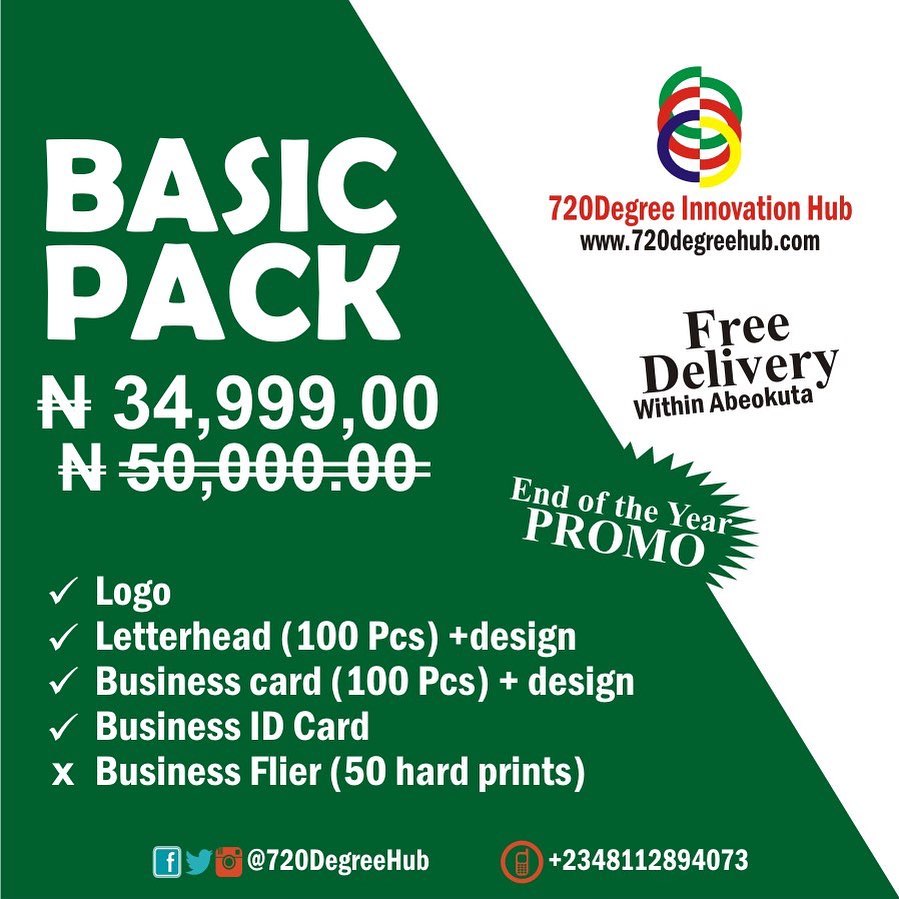 BASIC
PACK
₦ 34,999,00
₦ 50,000.00
720Degree Innovation Hub
www.720degreehub.com
Free
Delivery
Within Abeokuta
End of the Year
PROMO
✓ Logo
✓ Letterhead (100 Pcs) +design
✓ Business card (100 Pcs) + design
✓ Business ID Card
x Business Flier (50 hard prints)
@720DegreeHub
+2348112894073